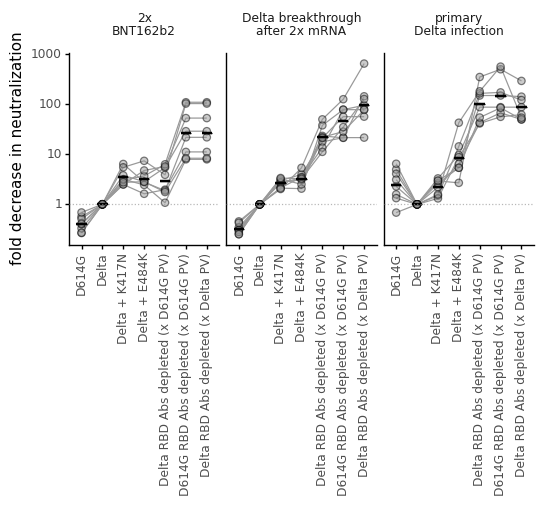 2x
BNT162b2
Delta breakthrough
after 2x mRNA
primary
Delta infection
fold decrease in neutralization
1000
100
10
1
D614G
Delta
Delta + K417N
Delta + E484K
Delta RBD Abs depleted (x D614G PV)
D614G RBD Abs depleted (x D614G PV)
Delta RBD Abs depleted (x Delta PV)
D614G
Delta
Delta + K417N
Delta + E484K
Delta RBD Abs depleted (x D614G PV)
D614G RBD Abs depleted (x D614G PV)
Delta RBD Abs depleted (x Delta PV)
D614G
Delta
Delta + K417N
Delta + E484K
Delta RBD Abs depleted (x D614G PV)
D614G RBD Abs depleted (x D614G PV)
Delta RBD Abs depleted (x Delta PV)